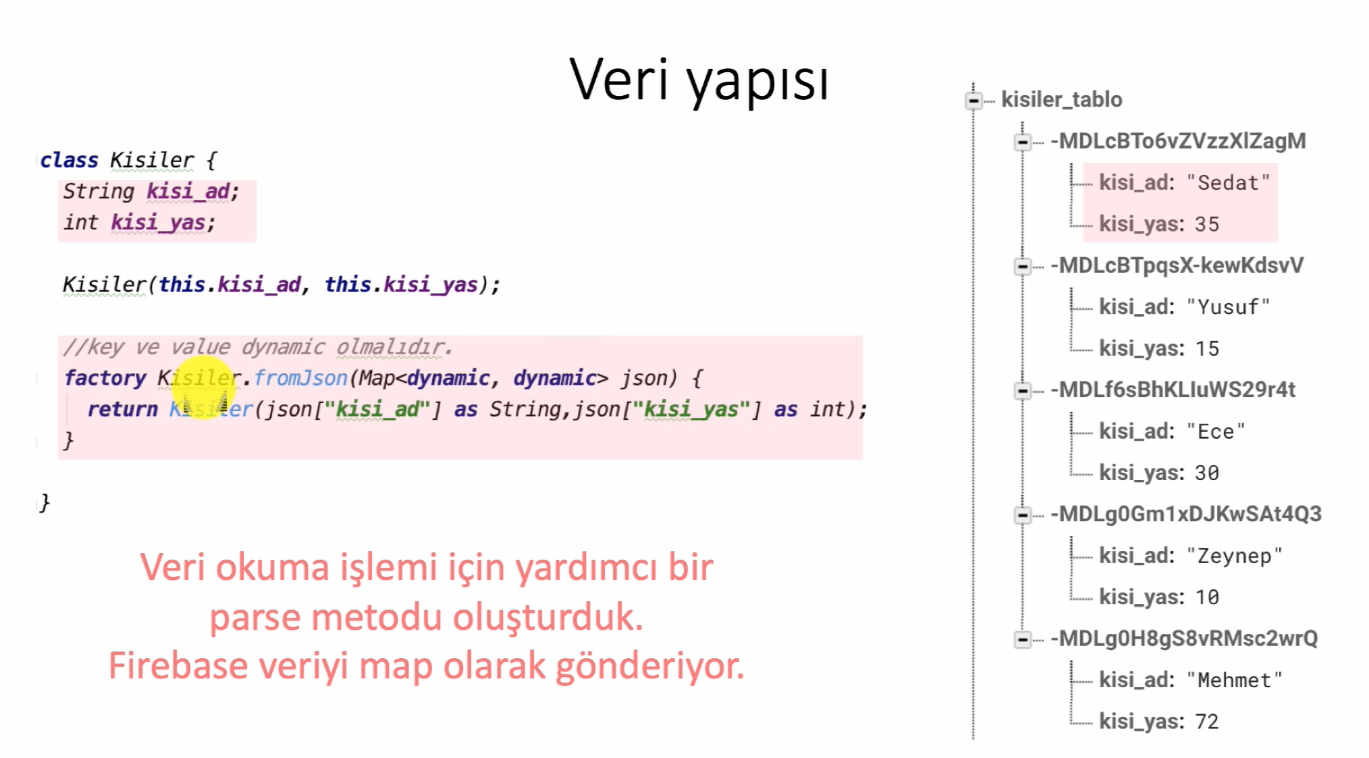 Veri yapısı
class Kisiler {
String kisi_ad;
int kisi_yas;
Kisiler(this.kisi_ad, this.kisi_yas);
//key ve value dynamic olmalıdır.
factory Kisiler.fromJson(Map<dynamic, dynamic> json) {
return Kisiler(json["kisi_ad"] as String,json["kisi_yas"] as int);
}
}
Veri okuma işlemi için yardımcı bir
parse metodu oluşturduk.
Firebase veriyi map olarak gönderiyor.
kisiler_tablo
-MDLcBTo6vZVzzXlZagM
kisi_ad: "Sedat"
kisi_yas: 35
-MDLcBTpqsX-kewKdsvV
kisi_ad: "Yusuf"
kisi_yas: 15
-MDLf6sBhKLIuWS29r4t
kisi_ad: "Ece"
kisi_yas: 30
-MDLg0Gm1xDJKwSAt4Q3
kisi_ad: "Zeynep"
kisi_yas: 10
-MDLg0H8gS8vRMsc2wrQ
kisi_ad: "Mehmet"
kisi_yas: 72